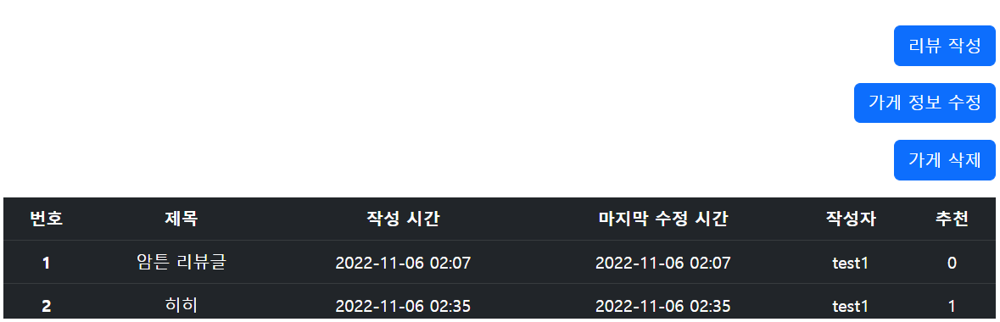 리뷰 작성
가게 정보 수정
가게 삭제
번호 제목 작성 시간 마지막 수정 시간 작성자 추천
1 암튼 리뷰글 2022-11-06 02:07 2022-11-06 02:07 test1 0
2 히히 2022-11-06 02:35 2022-11-06 02:35 test1 1